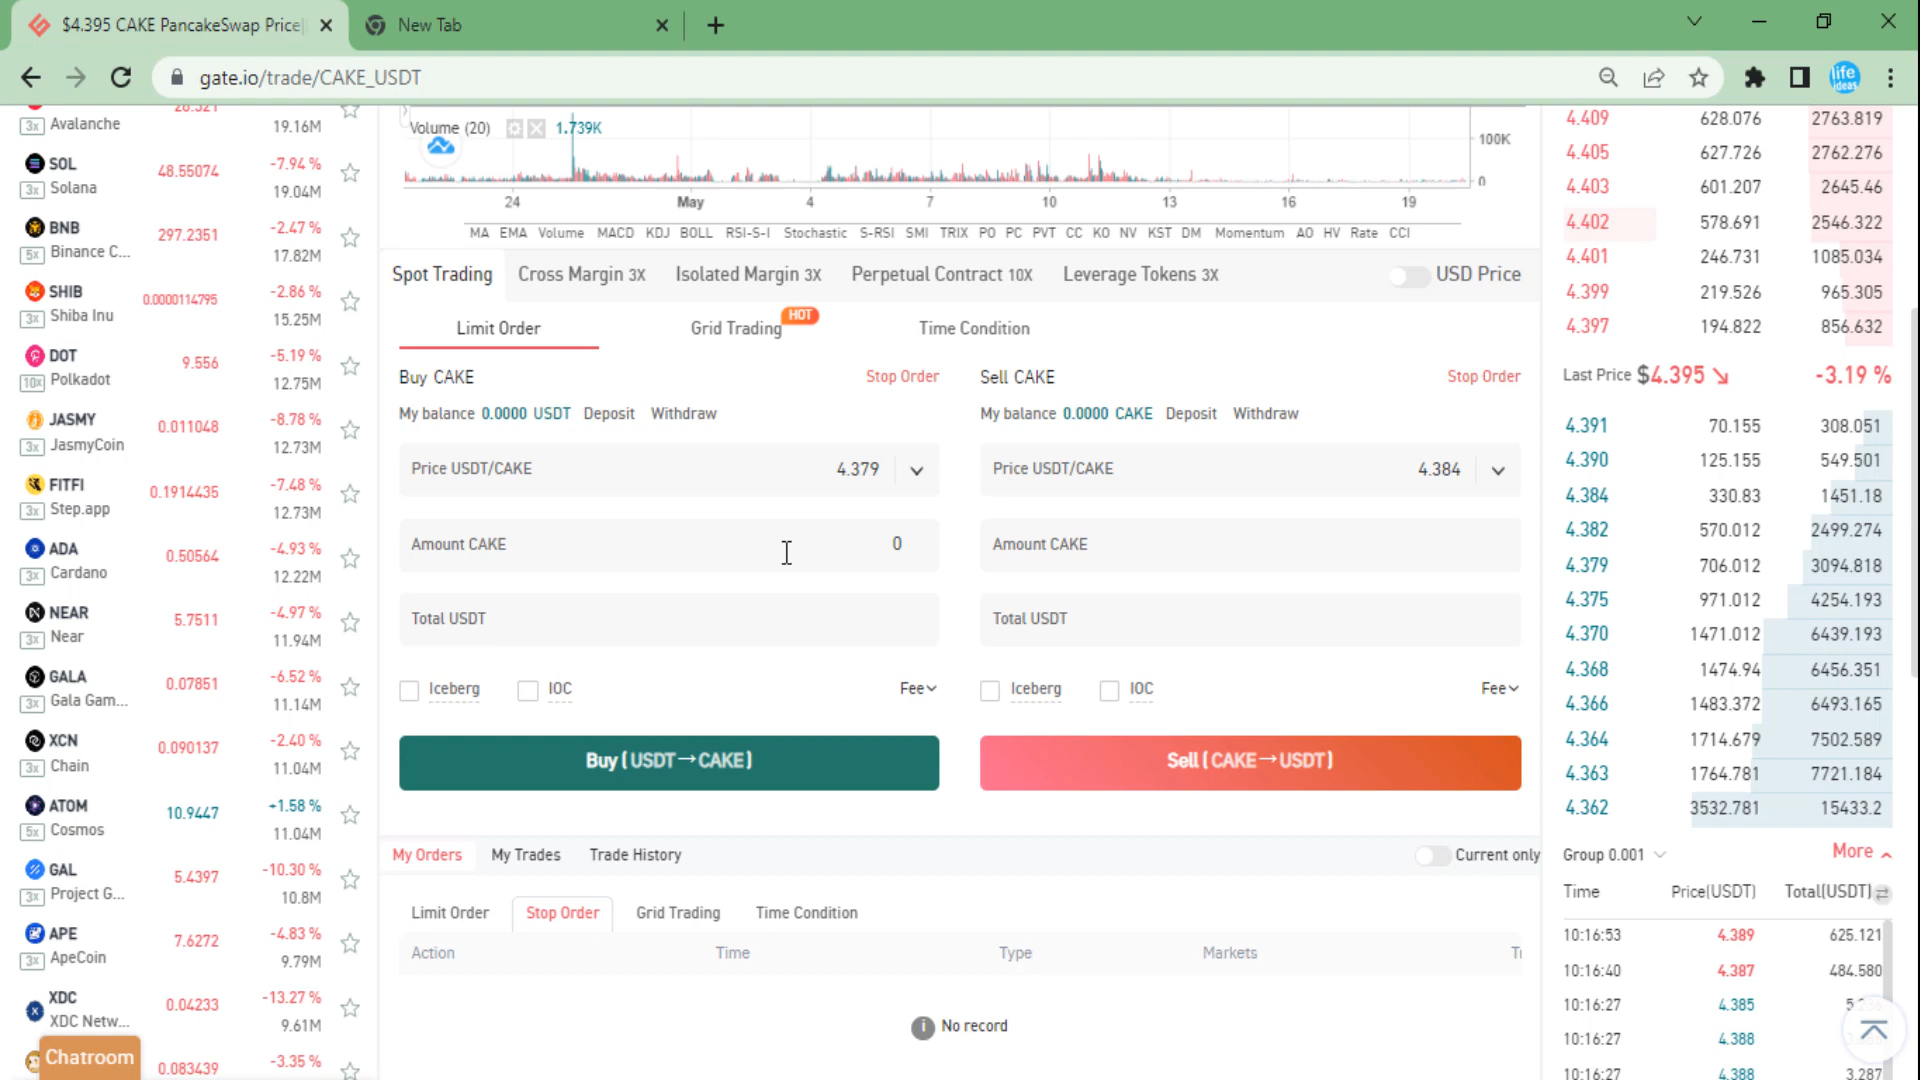 $4.395 CAKE PancakeSwap Price
New Tab
gate.io/trade/CAKE_USDT
life ideas
26.321
3x Avalanche 19.16M
SOL 48.55074 -7.94 %
3x Solana 19.04M
BNB 297.2351 -2.47 %
5x Binance C... 17.82M
SHIB 0.0000114795 -2.86 %
3x Shiba Inu 15.25M
DOT 9.556 -5.19 %
10x Polkadot 12.75M
JASMY 0.011048 -8.78 %
3x JasmyCoin 12.73M
FITFI 0.1914435 -7.48 %
3x Step.app 12.73M
ADA 0.50564 -4.93 %
3x Cardano 12.22M
NEAR 5.7511 -4.97 %
3x Near 11.94M
GALA 0.07851 -6.52 %
3x Gala Gam... 11.14M
XCN 0.090137 -2.40 %
3x Chain 11.04M
ATOM 10.9447 +1.58 %
5x Cosmos 11.04M
GAL 5.4397 -10.30 %
3x Project G... 10.8M
APE 7.6272 -4.83 %
3x ApeCoin 9.79M
XDC 0.04233 -13.27 %
XDC Netw... 9.61M
0.083439 -3.35 %
Chatroom
Volume (20) 1.739K
100K
0
24 May 4 7 10 13 16 19
MA EMA Volume MACD KDJ BOLL RSI-S-I Stochastic S-RSI SMI TRIX PO PC PVT CC KO NV KST DM Momentum AO HV Rate CCI
Spot Trading Cross Margin 3X Isolated Margin 3X Perpetual Contract 10X Leverage Tokens 3X USD Price
Limit Order Grid Trading HOT Time Condition
Buy CAKE Stop Order
My balance 0.0000 USDT Deposit Withdraw
Price USDT/CAKE 4.379
Amount CAKE 0
Total USDT
Iceberg IOC Fee
Buy ( USDT→CAKE )
Sell CAKE Stop Order
My balance 0.0000 CAKE Deposit Withdraw
Price USDT/CAKE 4.384
Amount CAKE
Total USDT
Iceberg IOC Fee
Sell ( CAKE→USDT )
My Orders My Trades Trade History Current only
Limit Order Stop Order Grid Trading Time Condition
Action Time Type Markets
No record
4.409 628.076 2763.819
4.405 627.726 2762.276
4.403 601.207 2645.46
4.402 578.691 2546.322
4.401 246.731 1085.034
4.399 219.526 965.305
4.397 194.822 856.632
Last Price $4.395 ↘ -3.19 %
4.391 70.155 308.051
4.390 125.155 549.501
4.384 330.83 1451.18
4.382 570.012 2499.274
4.379 706.012 3094.818
4.375 971.012 4254.193
4.370 1471.012 6439.193
4.368 1474.94 6456.351
4.366 1483.372 6493.165
4.364 1714.679 7502.589
4.363 1764.781 7721.184
4.362 3532.781 15433.2
Group 0.001 More
Time Price(USDT) Total(USDT)
10:16:53 4.389 625.121
10:16:40 4.387 484.580
10:16:27 4.385
10:16:27 4.388
10:16:27 4.388 3.287